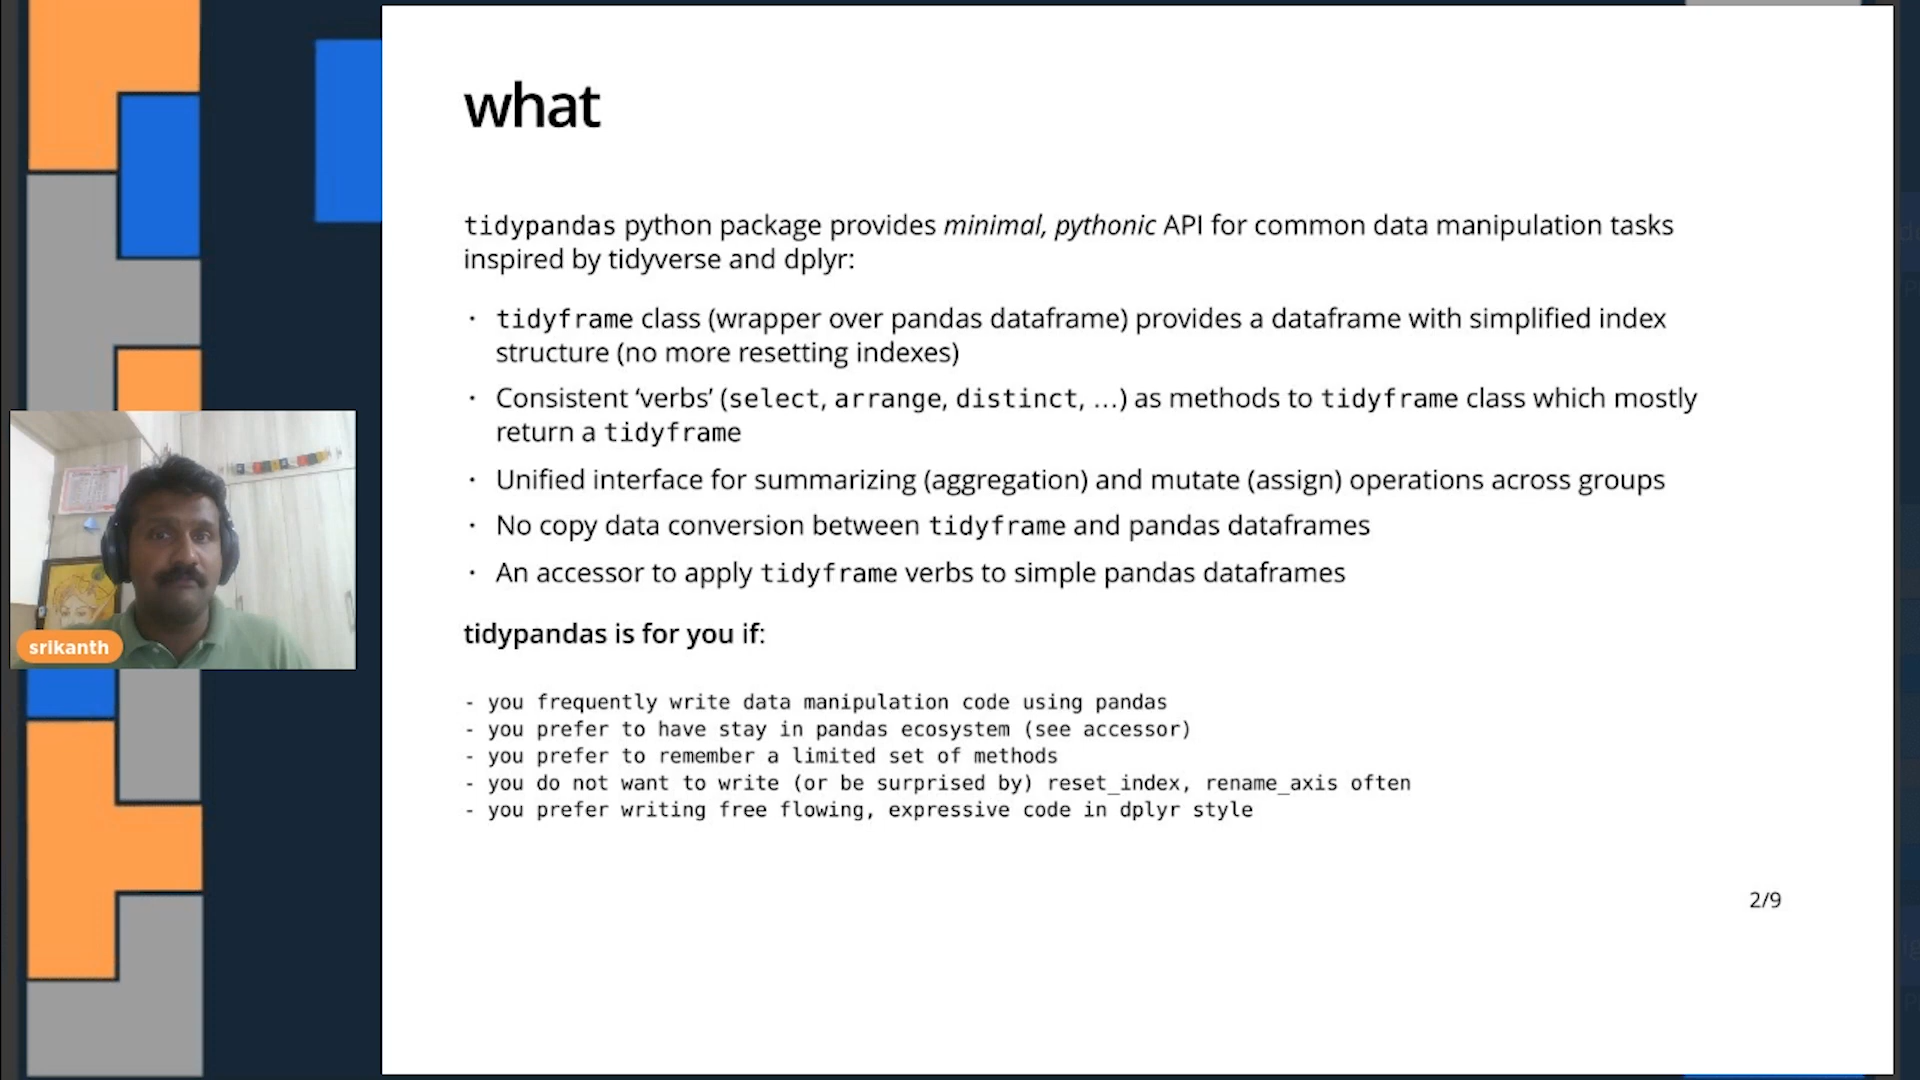 what
tidypandas python package provides minimal, pythonic API for common data manipulation tasks
inspired by tidyverse and dplyr:
· tidyframe class (wrapper over pandas dataframe) provides a dataframe with simplified index
structure (no more resetting indexes)
· Consistent ‘verbs’ (select, arrange, distinct, …) as methods to tidyframe class which mostly
return a tidyframe
· Unified interface for summarizing (aggregation) and mutate (assign) operations across groups
· No copy data conversion between tidyframe and pandas dataframes
· An accessor to apply tidyframe verbs to simple pandas dataframes
tidypandas is for you if:
- you frequently write data manipulation code using pandas
- you prefer to have stay in pandas ecosystem (see accessor)
- you prefer to remember a limited set of methods
- you do not want to write (or be surprised by) reset_index, rename_axis often
- you prefer writing free flowing, expressive code in dplyr style
2/9
srikanth